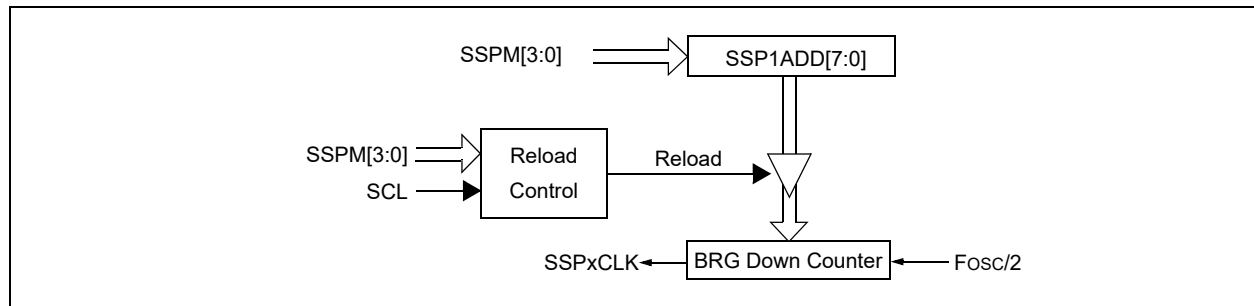 SSPM[3:0]
SSP1ADD[7:0]
SSPM[3:0]
SCL
Reload
Control
Reload
SSPxCLK
BRG Down Counter
FOSC/2